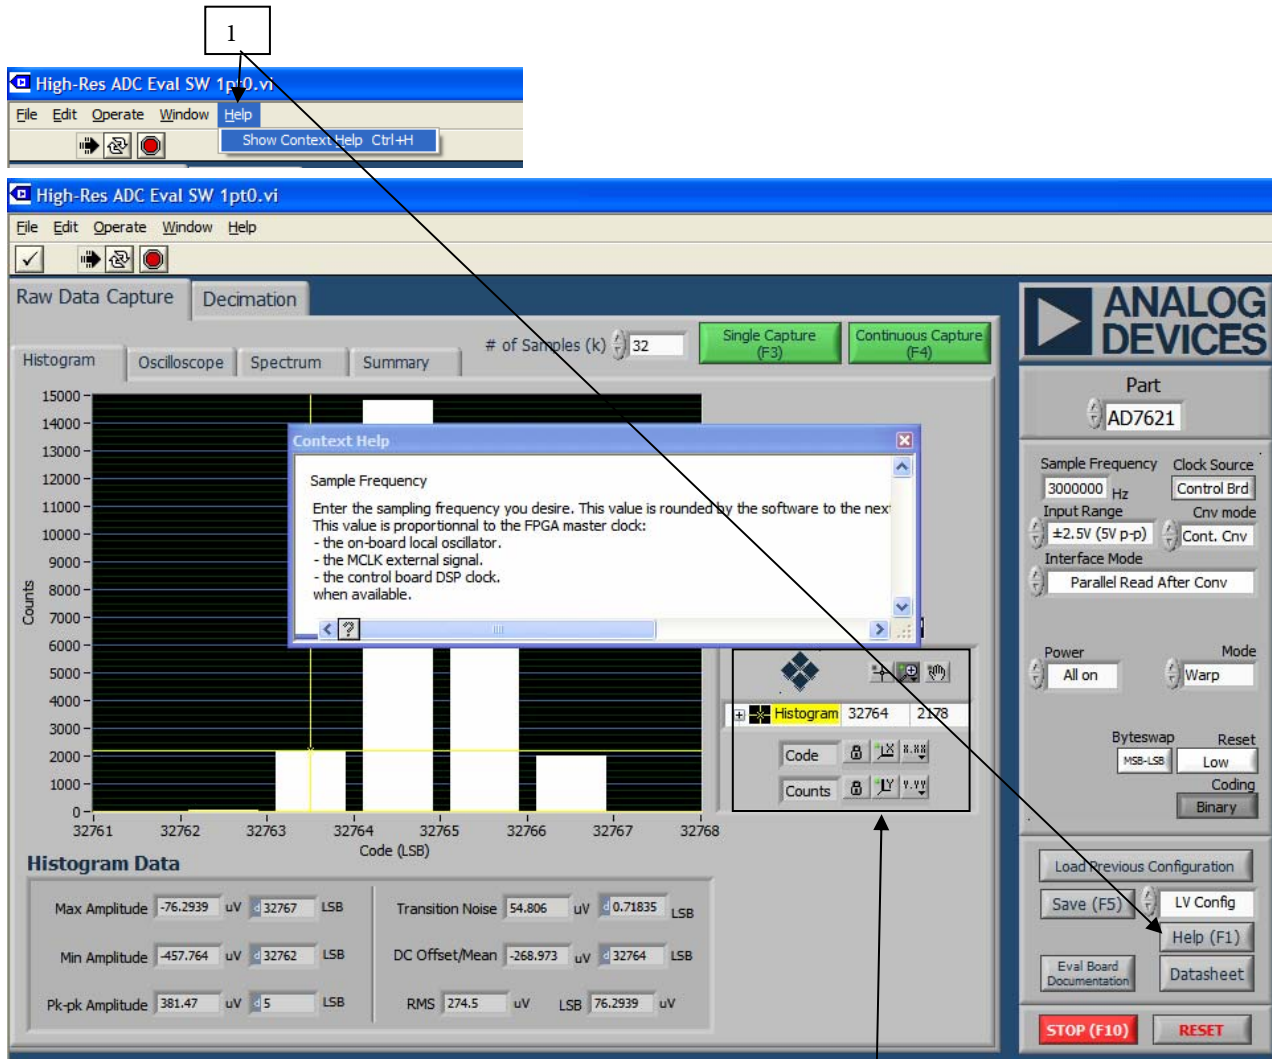 1
High-Res ADC Eval SW 1pt0.vi
File Edit Operate Window Help
Show Context Help Ctrl+H
High-Res ADC Eval SW 1pt0.vi
File Edit Operate Window Help
Raw Data Capture Decimation
Histogram Oscilloscope Spectrum Summary
# of Samples (k) 32
Single Capture
(F3)
Continuous Capture
(F4)
15000
14000
13000
12000
11000
10000
9000
8000
7000
6000
5000
4000
3000
2000
1000
0
Counts
32761 32762 32763 32764 32765 32766 32767 32768
Code (LSB)
Context Help
Sample Frequency
Enter the sampling frequency you desire. This value is rounded by the software to the nex
This value is proportionnal to the FPGA master clock:
- the on-board local oscillator.
- the MCLK external signal.
- the control board DSP clock.
when available.
Histogram 32764 2178
Code X X.XX
Counts Y Y.YY
Histogram Data
Max Amplitude -76.2939 uV d 32767 LSB
Min Amplitude -457.764 uV d 32762 LSB
Pk-pk Amplitude 381.47 uV d 5 LSB
Transition Noise 54.806 uV d 0.71835 LSB
DC Offset/Mean -268.973 uV d 32764 LSB
RMS 274.5 uV LSB 76.2939 uV
ANALOG
DEVICES
Part
AD7621
Sample Frequency Clock Source
3000000 Hz Control Brd
Input Range Cnv mode
±2.5V (5V p-p) Cont. Cnv
Interface Mode
Parallel Read After Conv
Power Mode
All on Warp
Byteswap Reset
MSB-LSB Low
Coding
Binary
Load Previous Configuration
Save (F5) LV Config
Help (F1)
Eval Board
Documentation
Datasheet
STOP (F10) RESET